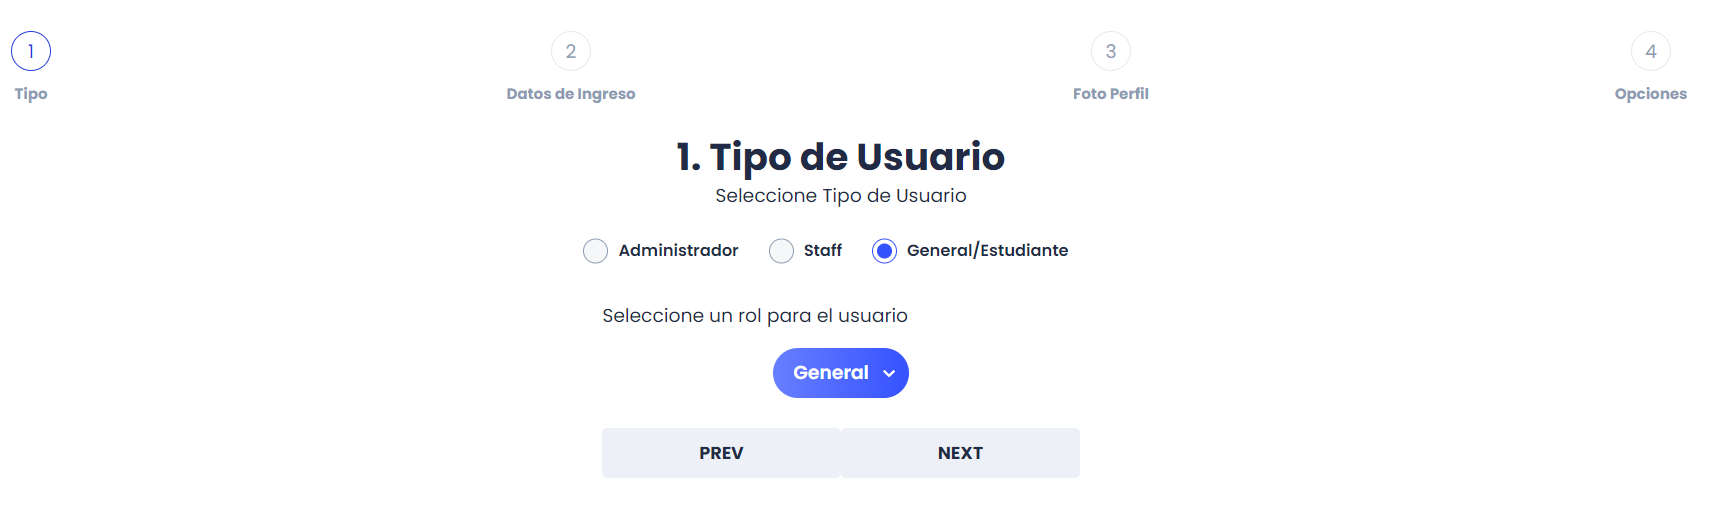 1 2 3 4
Tipo Datos de Ingreso Foto Perfil Opciones
1. Tipo de Usuario
Seleccione Tipo de Usuario
Administrador Staff General/Estudiante
Seleccione un rol para el usuario
General
PREV NEXT